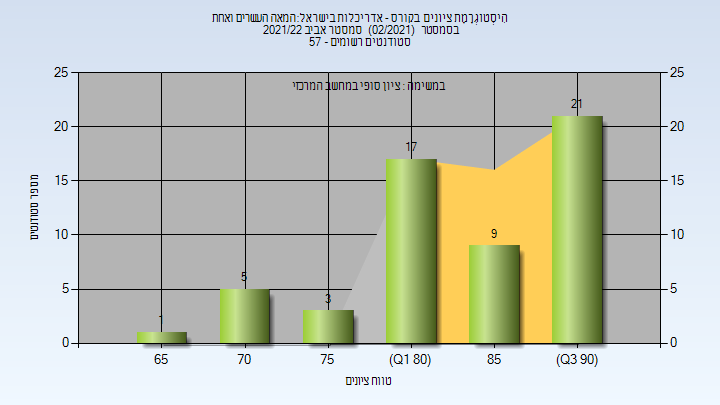 היסטוגרמת ציונים בקורס - אדריכלות בישראל:המאה העשרים ואחת
בסמסטר (02/2021) סמסטר אביב 2021/22
סטודנטים רשומים - 57
במשימה : ציון סופי במחשב המרכזי
25 25
20 20
15 15
10 10
5 5
0 0
1 5 3 17 9 21
65 70 75 (Q1 80) 85 (Q3 90)
טווח ציונים
מספר סטודנטים